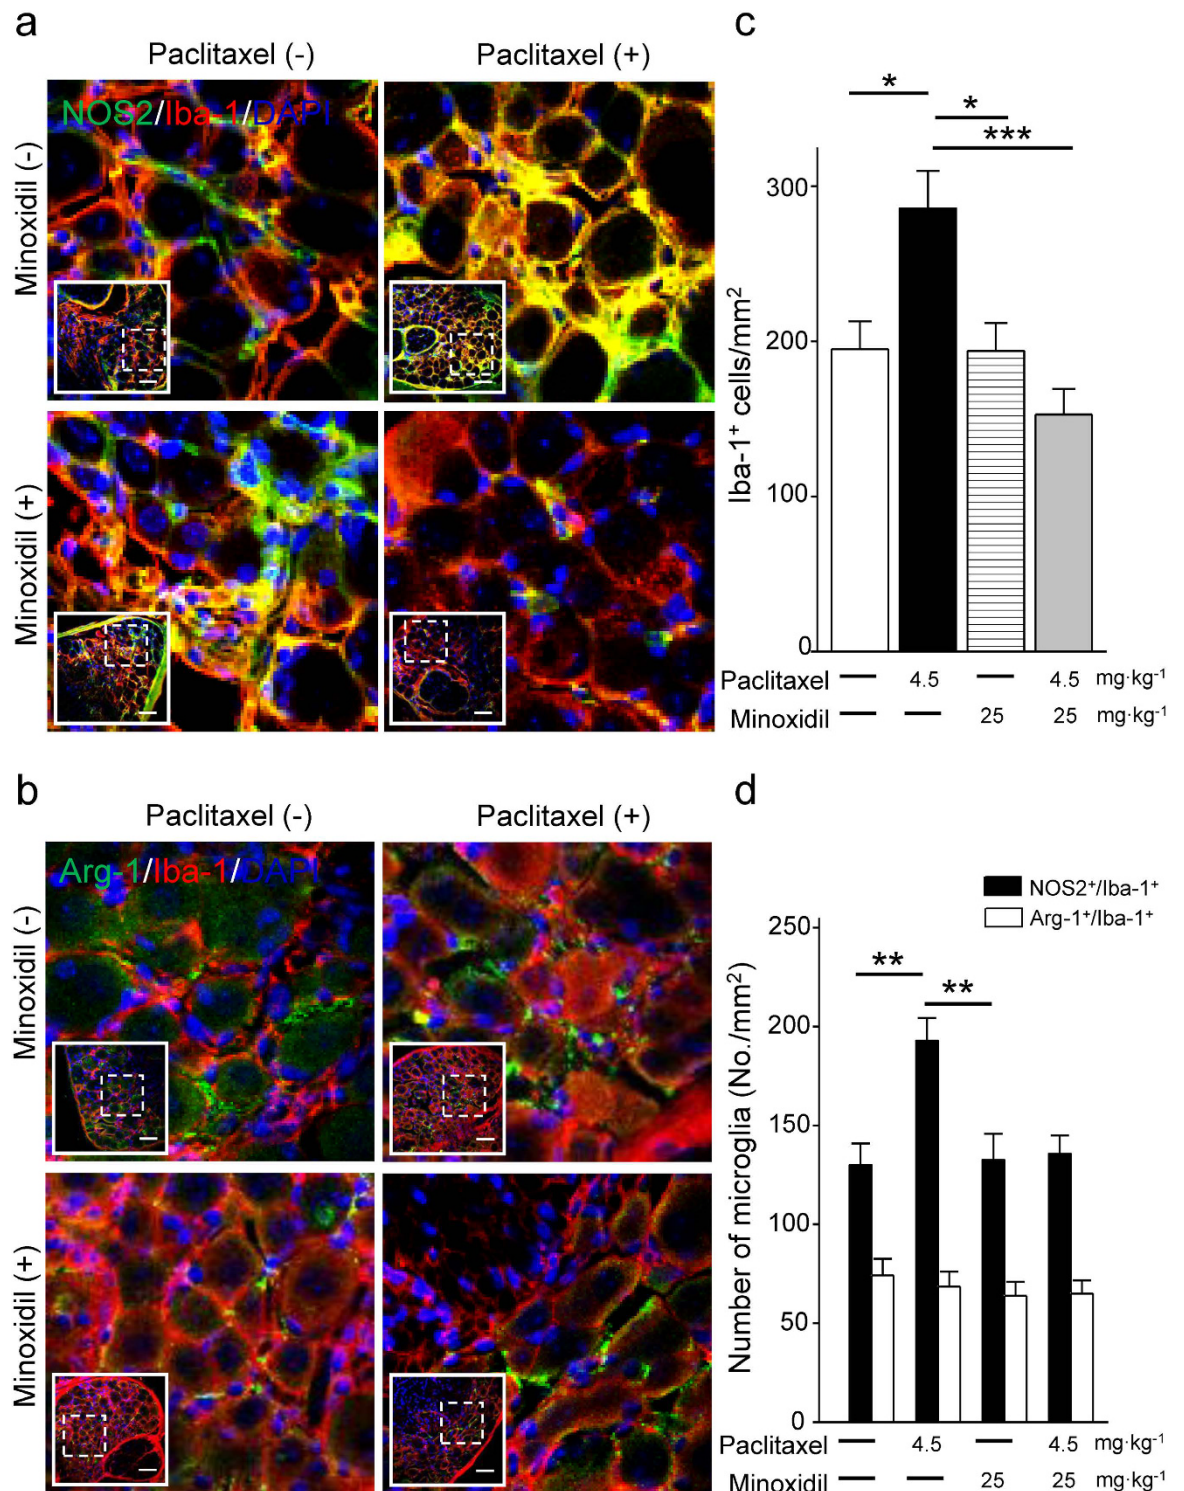 a
Paclitaxel (-)
Paclitaxel (+)
Minoxidil (-)
NOS2/Iba-1/DAPI
Minoxidil (+)
c
*
*
***
Iba-1⁺ cells/mm²
300
200
100
0
Paclitaxel — 4.5 — 4.5 mg·kg⁻¹
Minoxidil — — 25 25 mg·kg⁻¹
b
Paclitaxel (-)
Paclitaxel (+)
Minoxidil (-)
Arg-1/Iba-1/DAPI
Minoxidil (+)
d
NOS2⁺/Iba-1⁺
Arg-1⁺/Iba-1⁺
**
**
Number of microglia (No./mm²)
250
200
150
100
50
0
Paclitaxel — 4.5 — 4.5 mg·kg⁻¹
Minoxidil — — 25 25 mg·kg⁻¹